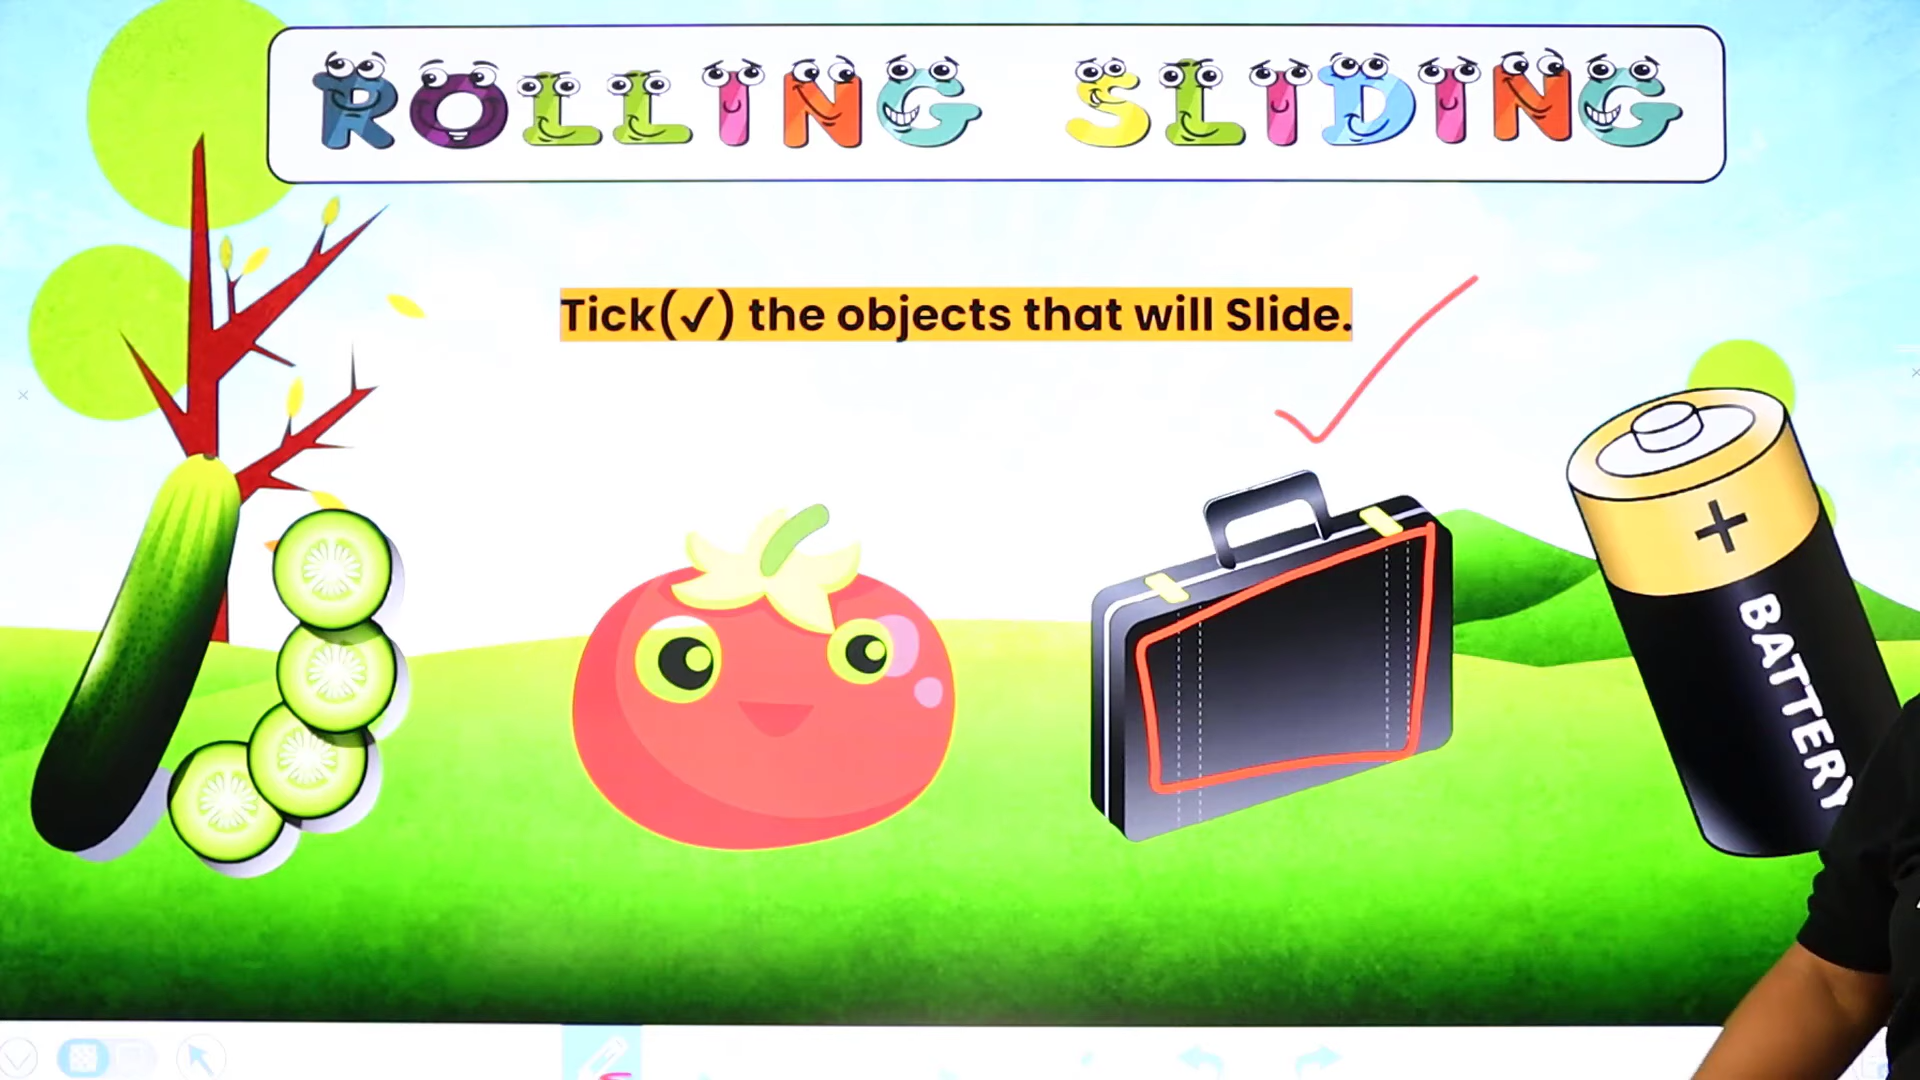 ROLLING SLIDING
Tick(✓) the objects that will Slide.
+
BATTERY